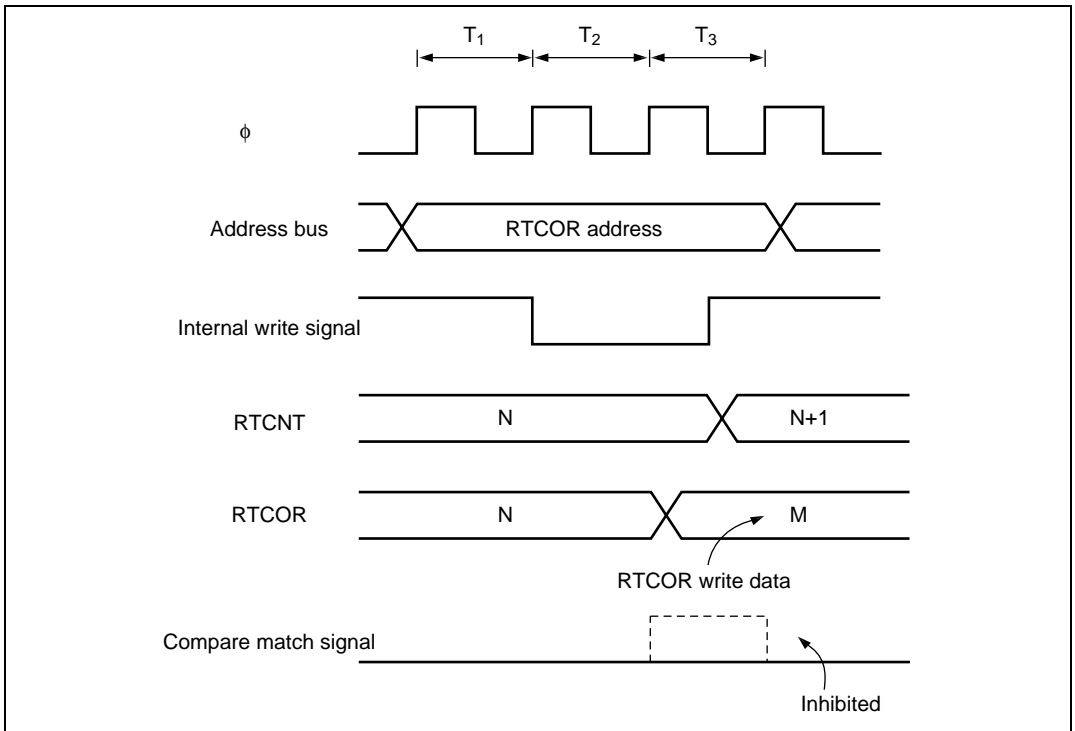 T₁ T₂ T₃
φ
Address bus
RTCOR address
Internal write signal
RTCNT
N
N+1
RTCOR
N
M
RTCOR write data
Compare match signal
Inhibited